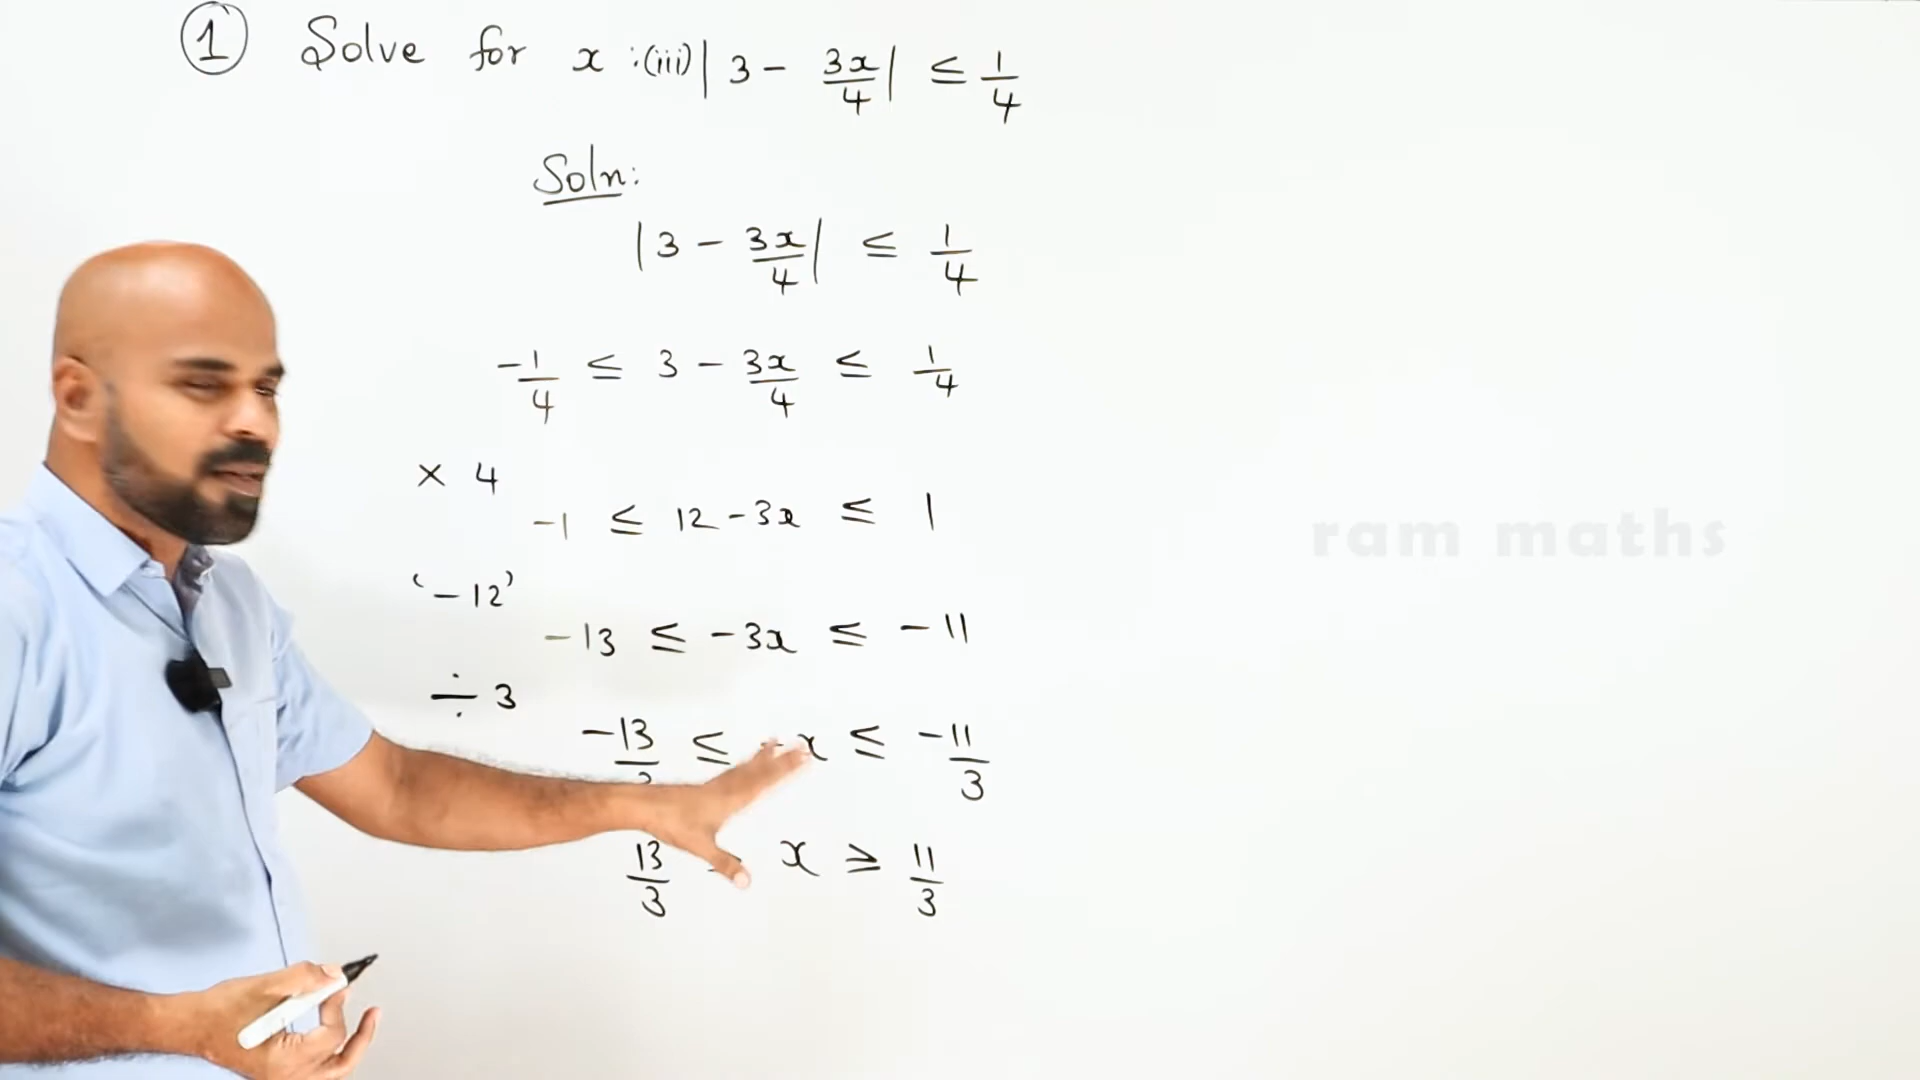 ① Solve for x :(iii) | 3 - 3x/4 | ≤ 1/4
Soln:
| 3 - 3x/4 | ≤ 1/4
-1/4 ≤ 3 - 3x/4 ≤ 1/4
× 4
-1 ≤ 12 - 3x ≤ 1
(-12)
-13 ≤ -3x ≤ -11
÷ 3
-13/ ≤ -x ≤ -11/3
13/3 x ≥ 11/3
ram maths